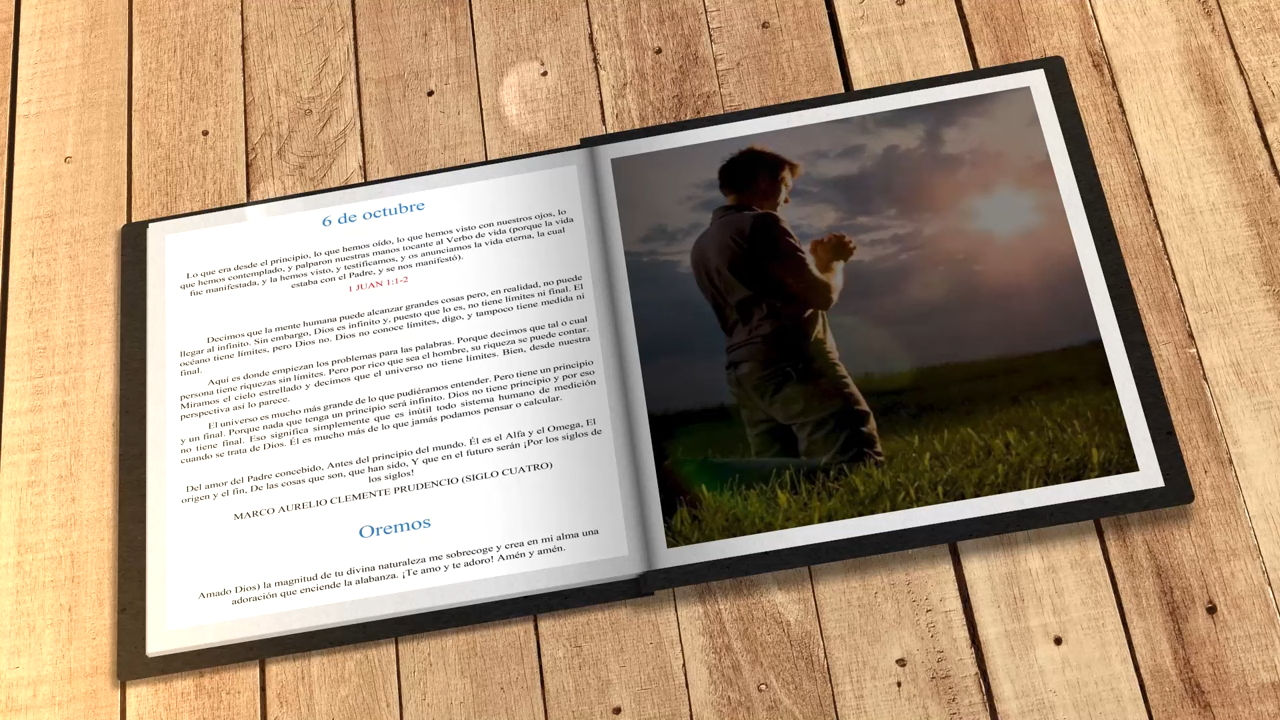 6 de octubre
Lo que era desde el principio, lo que hemos oído, lo que hemos visto con nuestros ojos, lo
que hemos contemplado, y palparon nuestras manos tocante al Verbo de vida (porque la vida
fue manifestada, y la hemos visto, y testificamos, y os anunciamos la vida eterna, la cual
estaba con el Padre, y se nos manifestó).
1 JUAN 1:1-2
Decimos que la mente humana puede alcanzar grandes cosas pero, en realidad, no puede
llegar al infinito. Sin embargo, Dios es infinito y, puesto que lo es, no tiene límites ni final. El
océano tiene límites, pero Dios no. Dios no conoce límites, digo, y tampoco tiene medida ni
final.
Aquí es donde empiezan los problemas para las palabras. Porque decimos que tal o cual
persona tiene riquezas sin límites. Pero por rico que sea el hombre, su riqueza se puede contar.
Miramos el cielo estrellado y decimos que el universo no tiene límites. Bien, desde nuestra
perspectiva así lo parece.
El universo es mucho más grande de lo que pudiéramos entender. Pero tiene un principio
y un final. Porque nada que tenga un principio será infinito. Dios no tiene principio y por eso
no tiene final. Eso significa simplemente que es inútil todo sistema humano de medición
cuando se trata de Dios. Él es mucho más de lo que jamás podamos pensar o calcular.
Del amor del Padre concebido, Antes del principio del mundo. Él es el Alfa y el Omega, El
origen y el fin, De las cosas que son, que han sido, Y que en el futuro serán ¡Por los siglos de
los siglos!
MARCO AURELIO CLEMENTE PRUDENCIO (SIGLO CUATRO)
Oremos
Amado Dios) la magnitud de tu divina naturaleza me sobrecoge y crea en mi alma una
adoración que enciende la alabanza. ¡Te amo y te adoro! Amén y amén.